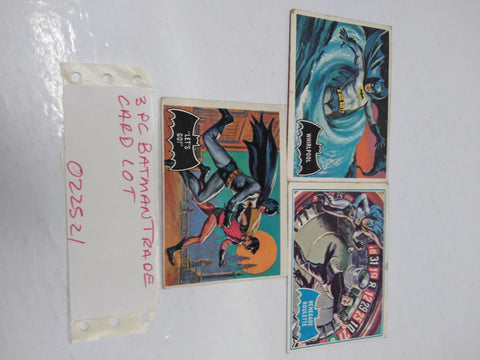 3 PC BATMAN TRADE
CARD LOT
022521
"LET'S
GO!"
WHIRLPOOL
RENEGADE
ROULETTE